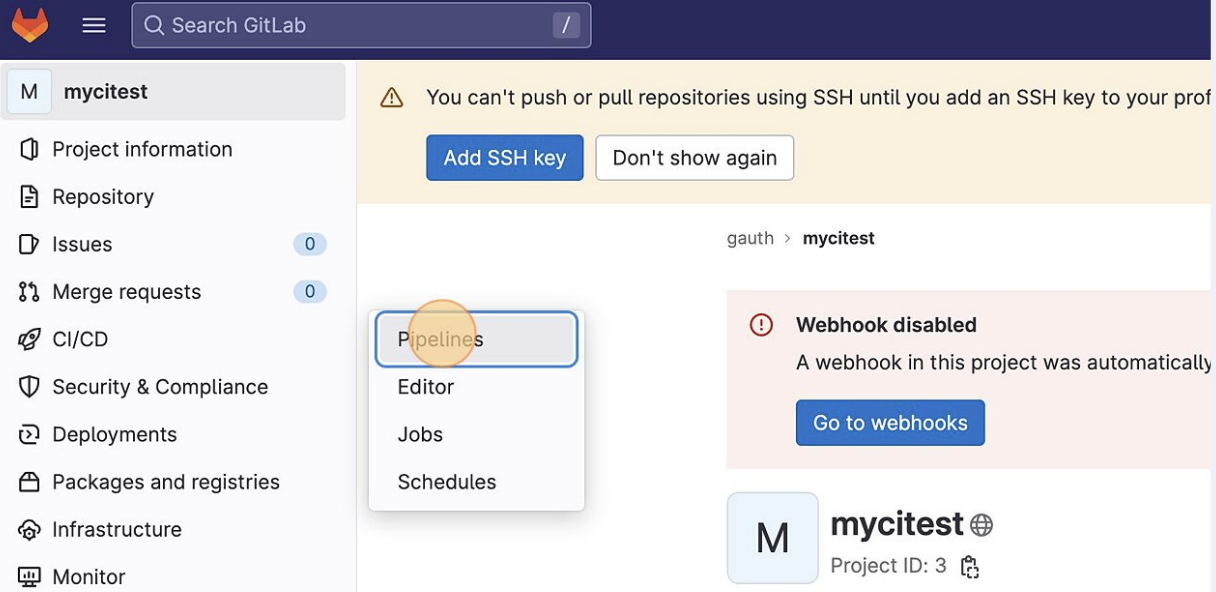 Search GitLab /
M mycitest
Project information
Repository
Issues 0
Merge requests 0
CI/CD
Security & Compliance
Deployments
Packages and registries
Infrastructure
Monitor
You can't push or pull repositories using SSH until you add an SSH key to your prof
Add SSH key Don't show again
gauth > mycitest
Pipelines
Editor
Jobs
Schedules
Webhook disabled
A webhook in this project was automatically
Go to webhooks
M mycitest
Project ID: 3